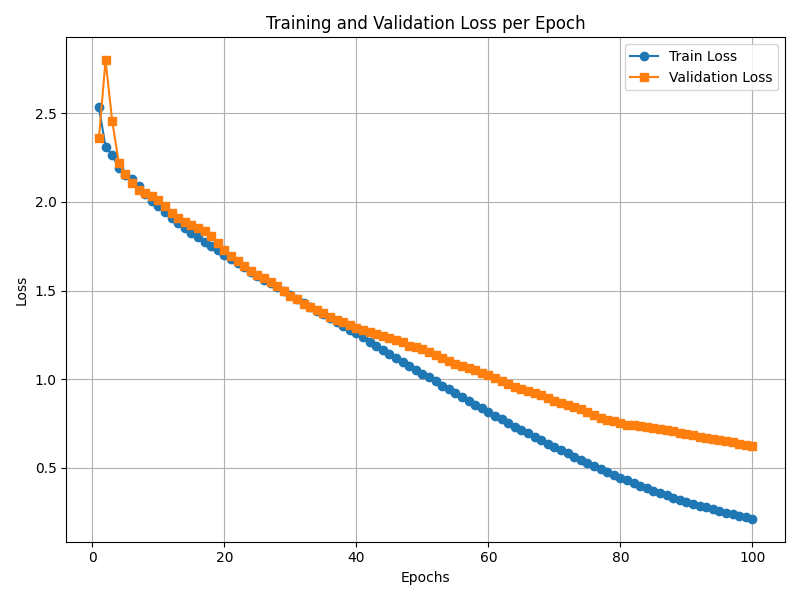 Training and Validation Loss per Epoch
Train Loss
Validation Loss
2.5
2.0
1.5
1.0
0.5
Loss
0 20 40 60 80 100
Epochs